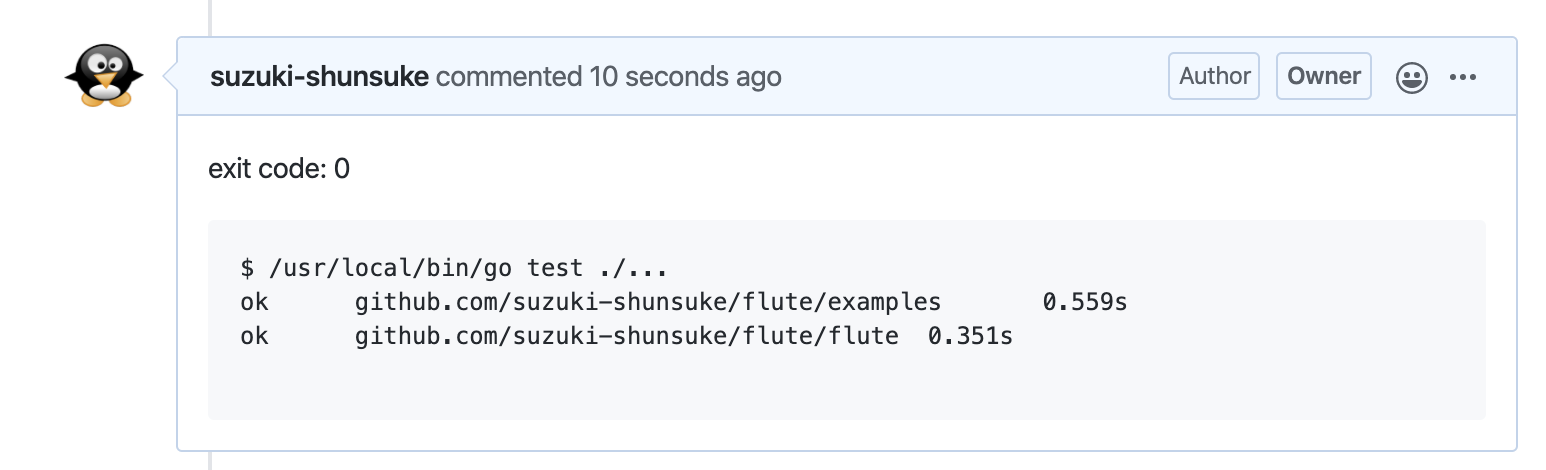 suzuki-shunsuke commented 10 seconds ago Author Owner
exit code: 0
$ /usr/local/bin/go test ./...
ok github.com/suzuki-shunsuke/flute/examples 0.559s
ok github.com/suzuki-shunsuke/flute/flute 0.351s